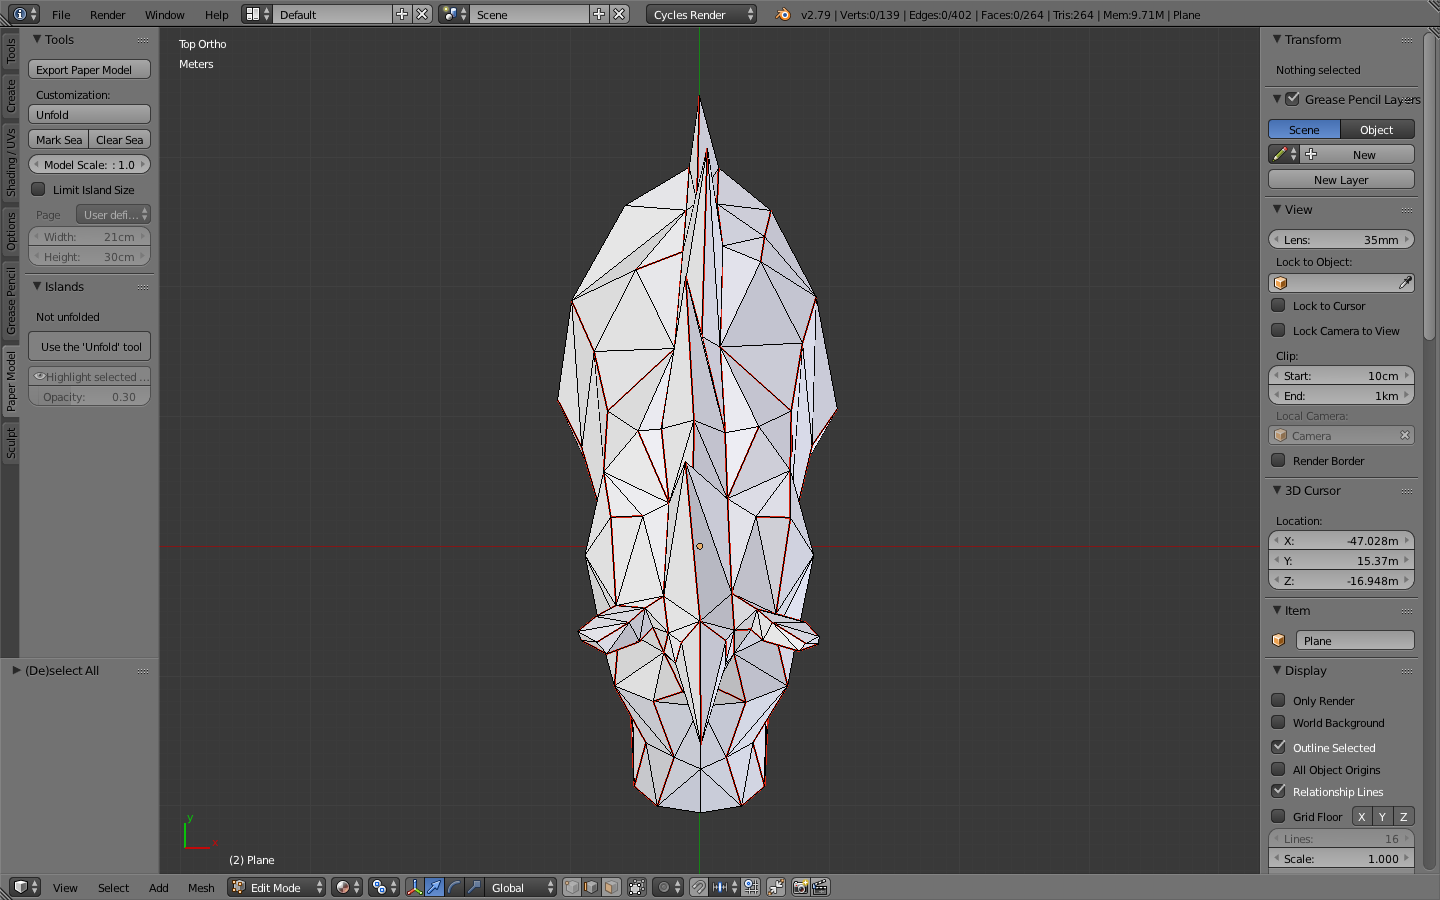 File Render Window Help Default Scene Cycles Render v2.79 | Verts:0/139 | Edges:0/402 | Faces:0/264 | Tris:264 | Mem:9.71M | Plane
Tools
Create
Shading / UVs
Options
Grease Pencil
Paper Model
Sculpt
Tools
Export Paper Model
Customization:
Unfold
Mark Sea Clear Sea
Model Scale: : 1.0
Limit Island Size
Page User defi...
Width: 21cm
Height: 30cm
Islands
Not unfolded
Use the 'Unfold' tool
Highlight selected ...
Opacity: 0.30
(De)select All
Top Ortho
Meters
y
x
(2) Plane
Transform
Nothing selected
Grease Pencil Layers
Scene Object
New
New Layer
View
Lens: 35mm
Lock to Object:
Lock to Cursor
Lock Camera to View
Clip:
Start: 10cm
End: 1km
Local Camera:
Camera
Render Border
3D Cursor
Location:
X: -47.028m
Y: 15.37m
Z: -16.948m
Item
Plane
Display
Only Render
World Background
Outline Selected
All Object Origins
Relationship Lines
Grid Floor X Y Z
Lines: 16
Scale: 1.000
View Select Add Mesh Edit Mode Global